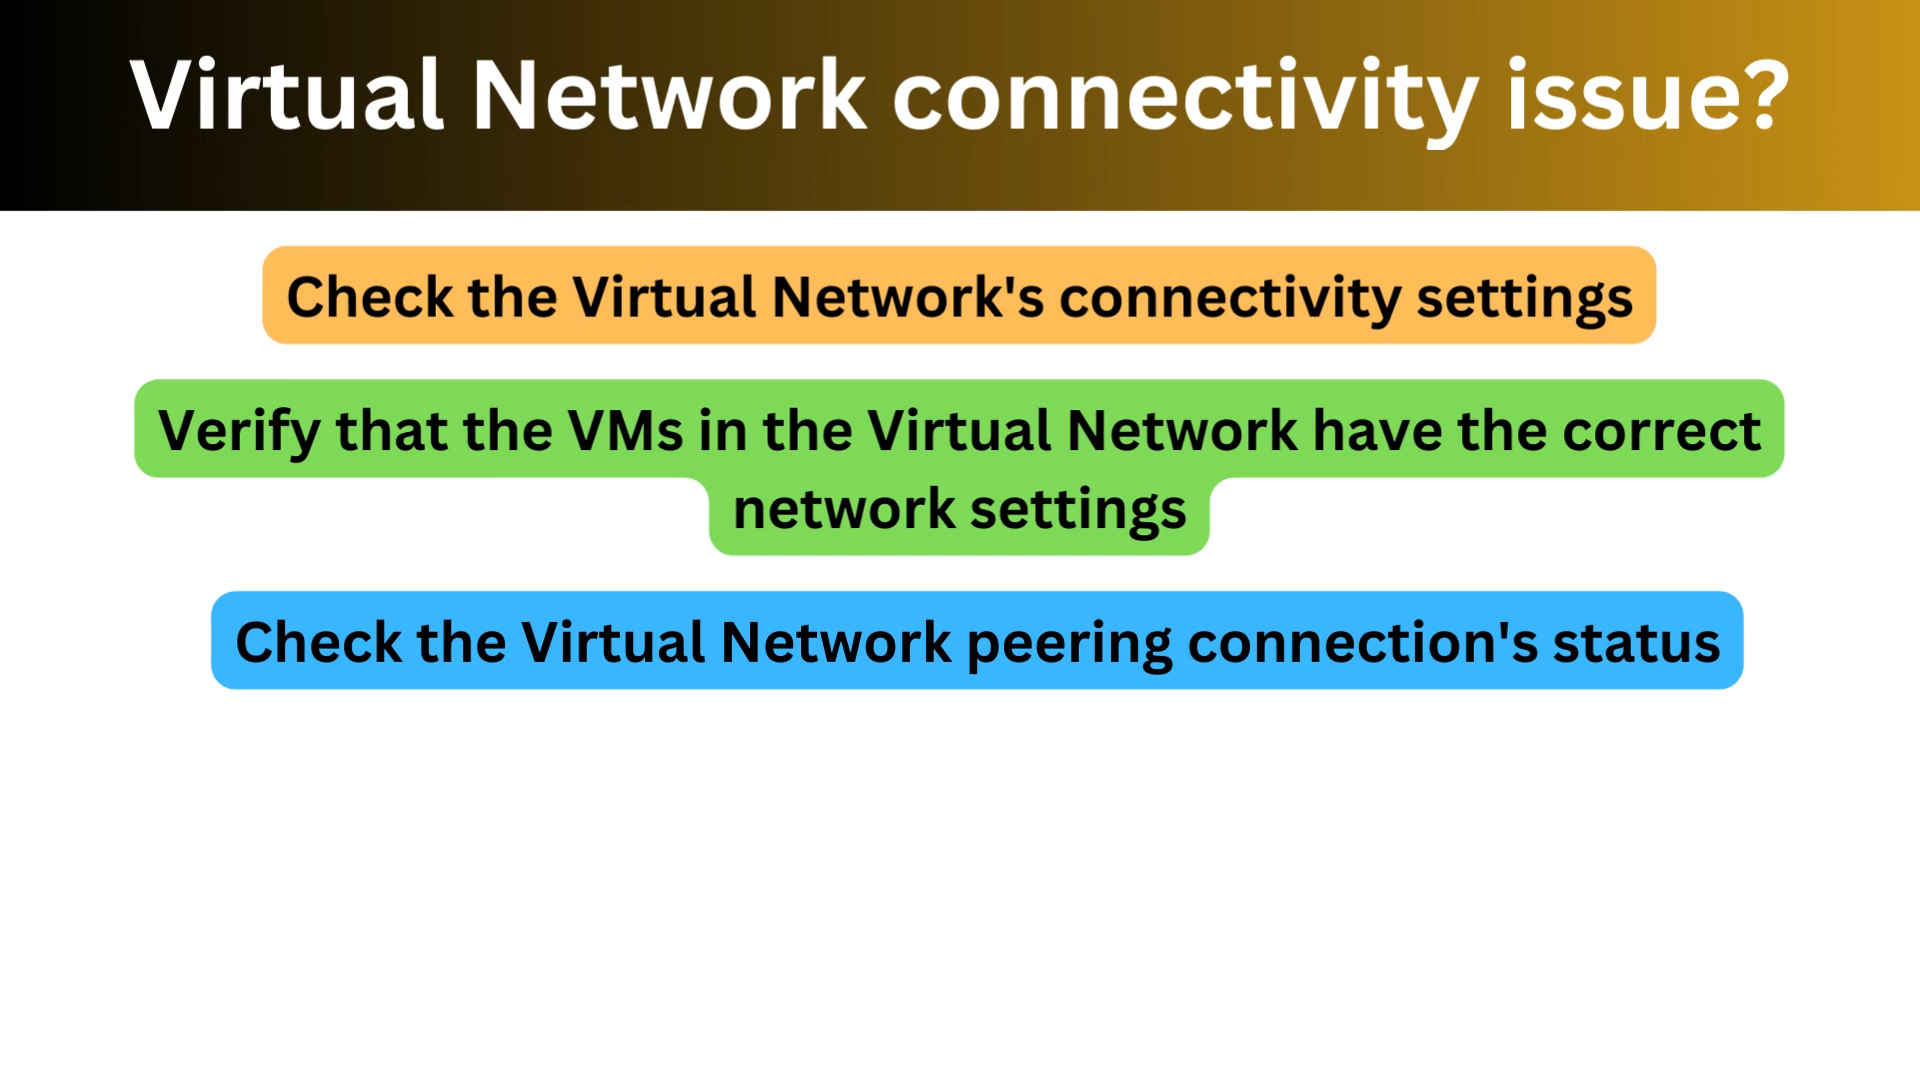 Virtual Network connectivity issue?
Check the Virtual Network's connectivity settings
Verify that the VMs in the Virtual Network have the correct
network settings
Check the Virtual Network peering connection's status